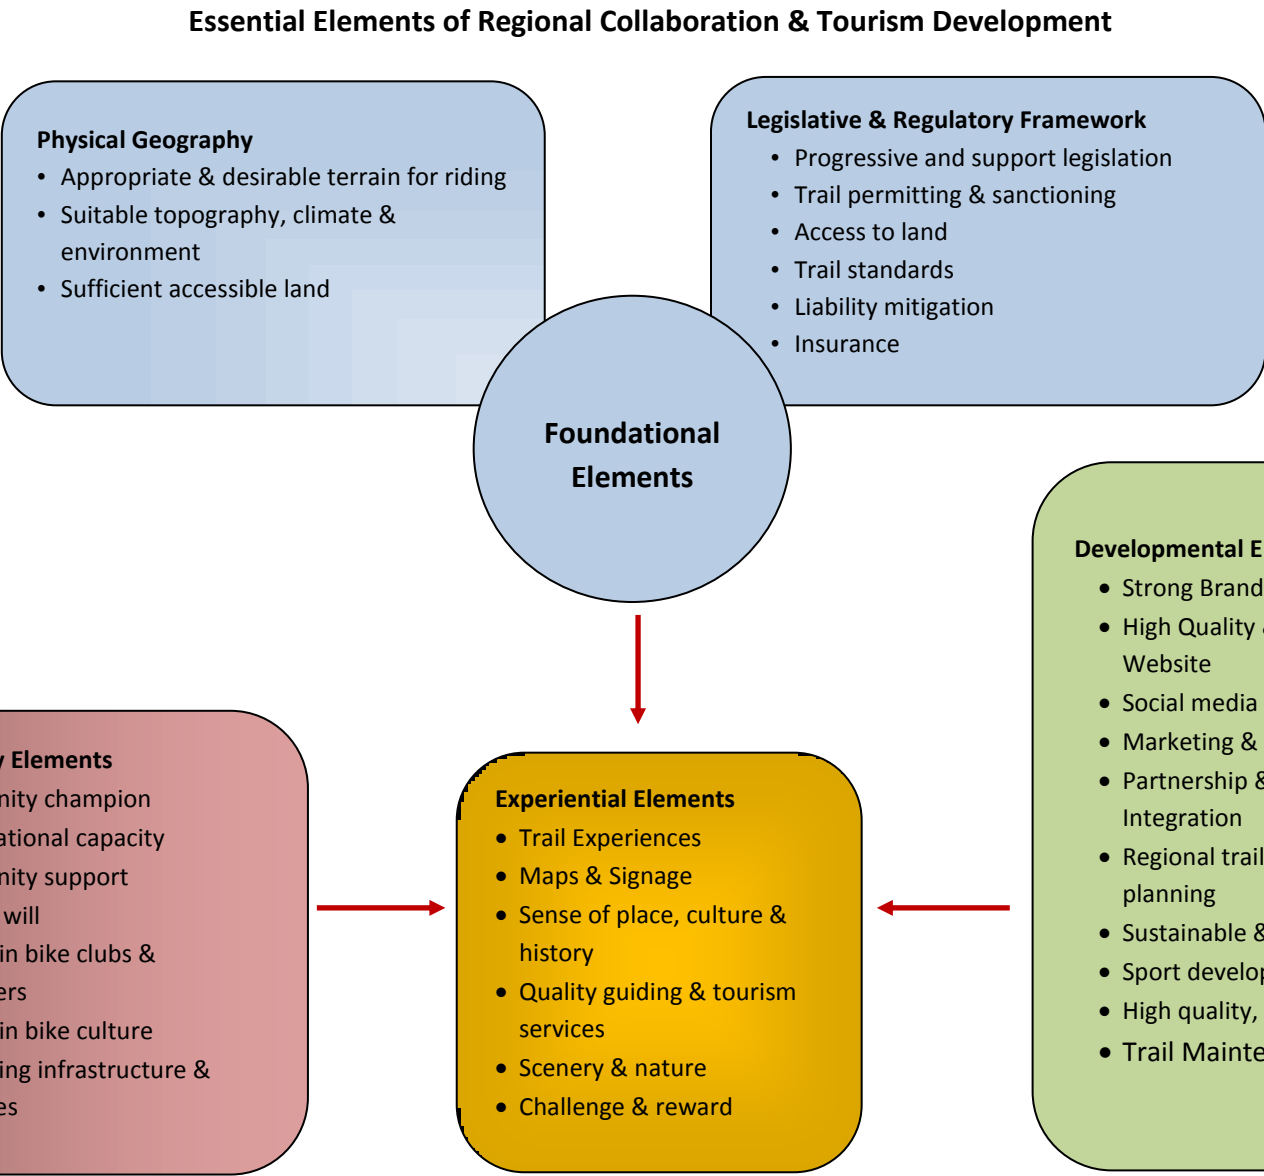 Essential Elements of Regional Collaboration & Tourism Development
Physical Geography
• Appropriate & desirable terrain for riding
• Suitable topography, climate &
environment
• Sufficient accessible land
Legislative & Regulatory Framework
• Progressive and support legislation
• Trail permitting & sanctioning
• Access to land
• Trail standards
• Liability mitigation
• Insurance
Foundational
Elements
Developmental E
• Strong Brand
• High Quality
Website
• Social media
• Marketing &
• Partnership &
Integration
• Regional trail
planning
• Sustainable &
• Sport develop
• High quality,
• Trail Mainte
y Elements
nity champion
ational capacity
nity support
will
in bike clubs &
ers
in bike culture
ing infrastructure &
es
Experiential Elements
• Trail Experiences
• Maps & Signage
• Sense of place, culture &
history
• Quality guiding & tourism
services
• Scenery & nature
• Challenge & reward